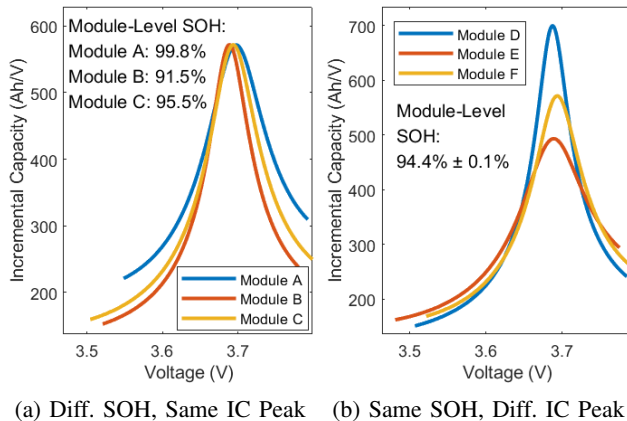 Module-Level SOH:
Module A: 99.8%
Module B: 91.5%
Module C: 95.5%
600
500
400
300
200
Incremental Capacity (Ah/V)
Module A
Module B
Module C
3.5
3.6
3.7
Voltage (V)
(a) Diff. SOH, Same IC Peak
Module D
Module E
Module F
Module-Level
SOH:
94.4% ± 0.1%
700
600
500
400
300
200
Incremental Capacity (Ah/V)
3.5
3.6
3.7
Voltage (V)
(b) Same SOH, Diff. IC Peak